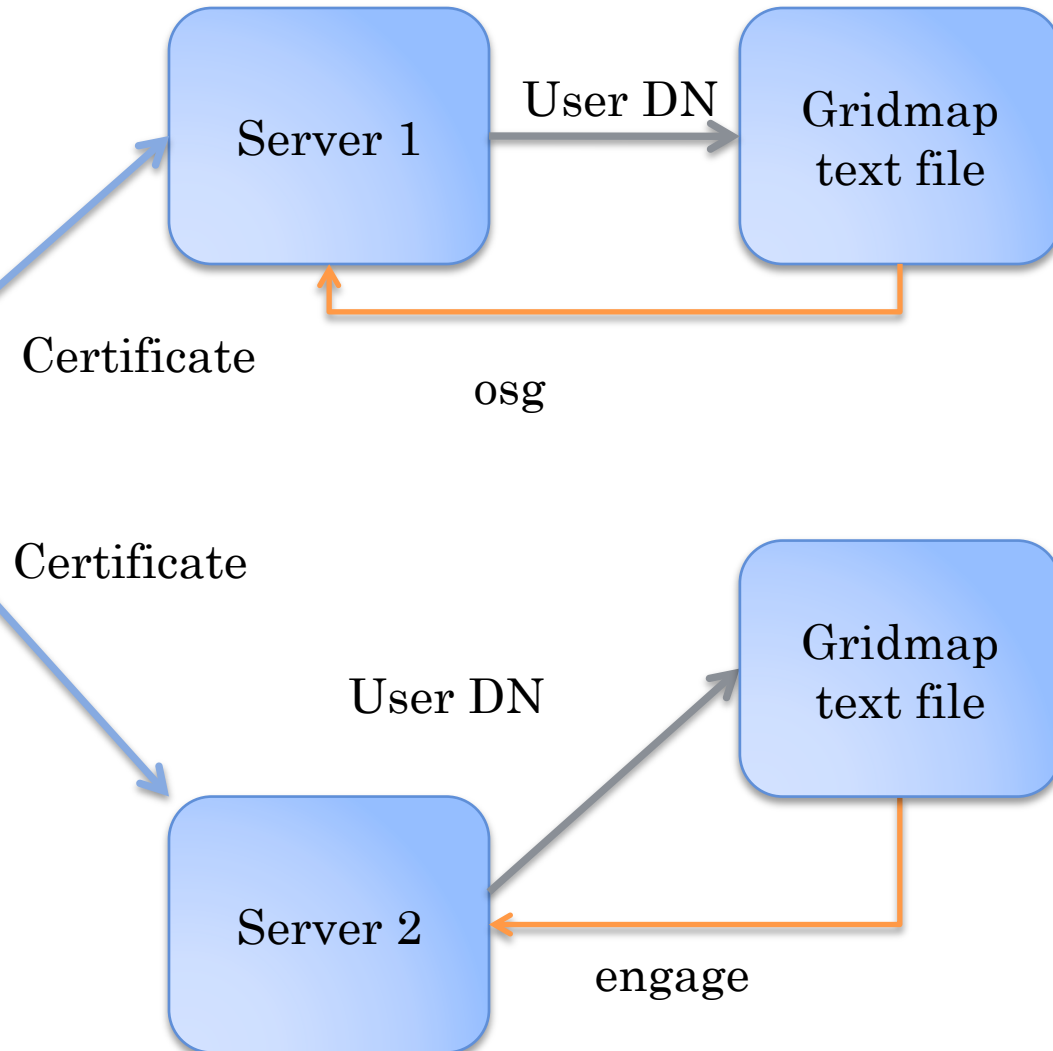 Server 1
User DN
Gridmap
text file
Certificate
osg
Certificate
User DN
Gridmap
text file
Server 2
engage